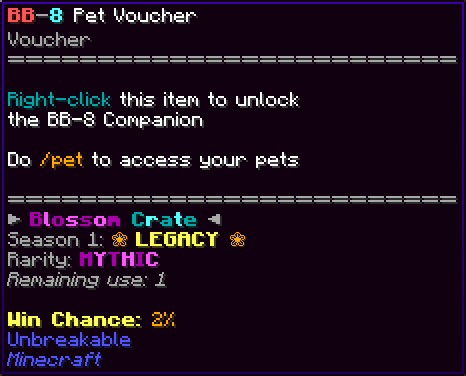 BB-8 Pet Voucher
Voucher
==============================
Right-click this item to unlock
the BB-8 Companion
Do /pet to access your pets
==============================
► Blossom Crate ◄
Season 1: ❀ LEGACY ❀
Rarity: MYTHIC
Remaining use: 1
Win Chance: 2%
Unbreakable
Minecraft